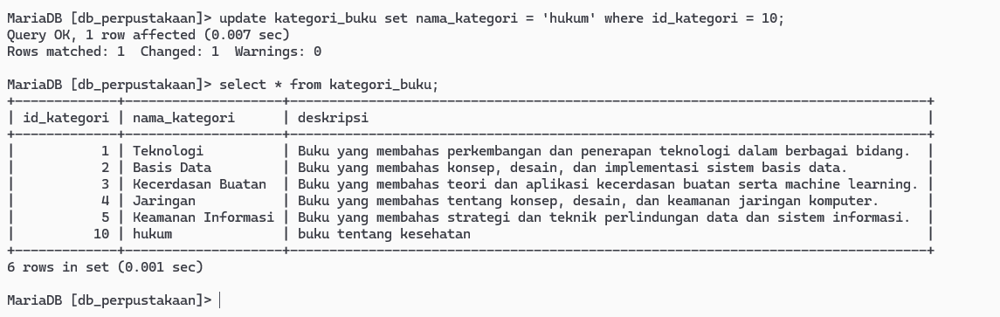 MariaDB [db_perpustakaan]> update kategori_buku set nama_kategori = 'hukum' where id_kategori = 10;
Query OK, 1 row affected (0.007 sec)
Rows matched: 1  Changed: 1  Warnings: 0
MariaDB [db_perpustakaan]> select * from kategori_buku;
+-------------+--------------------+---------------------------------------------------------------------------------+
| id_kategori | nama_kategori      | deskripsi                                                                       |
+-------------+--------------------+---------------------------------------------------------------------------------+
|           1 | Teknologi          | Buku yang membahas perkembangan dan penerapan teknologi dalam berbagai bidang.  |
|           2 | Basis Data         | Buku yang membahas konsep, desain, dan implementasi sistem basis data.          |
|           3 | Kecerdasan Buatan  | Buku yang membahas teori dan aplikasi kecerdasan buatan serta machine learning. |
|           4 | Jaringan           | Buku yang membahas tentang konsep, desain, dan keamanan jaringan komputer.      |
|           5 | Keamanan Informasi | Buku yang membahas strategi dan teknik perlindungan data dan sistem informasi.  |
|          10 | hukum              | buku tentang kesehatan                                                          |
+-------------+--------------------+---------------------------------------------------------------------------------+
6 rows in set (0.001 sec)
MariaDB [db_perpustakaan]>